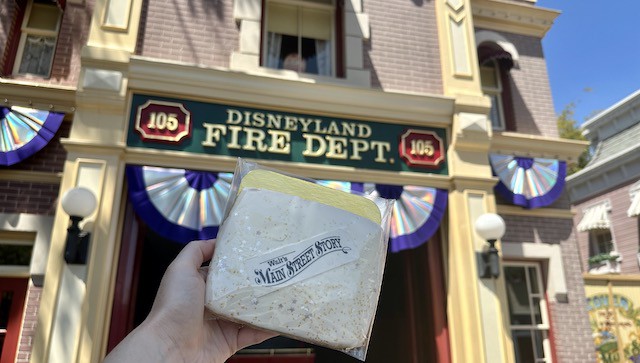 105
DISNEYLAND
FIRE DEPT.
105
Walt's
MAIN STREET STORY